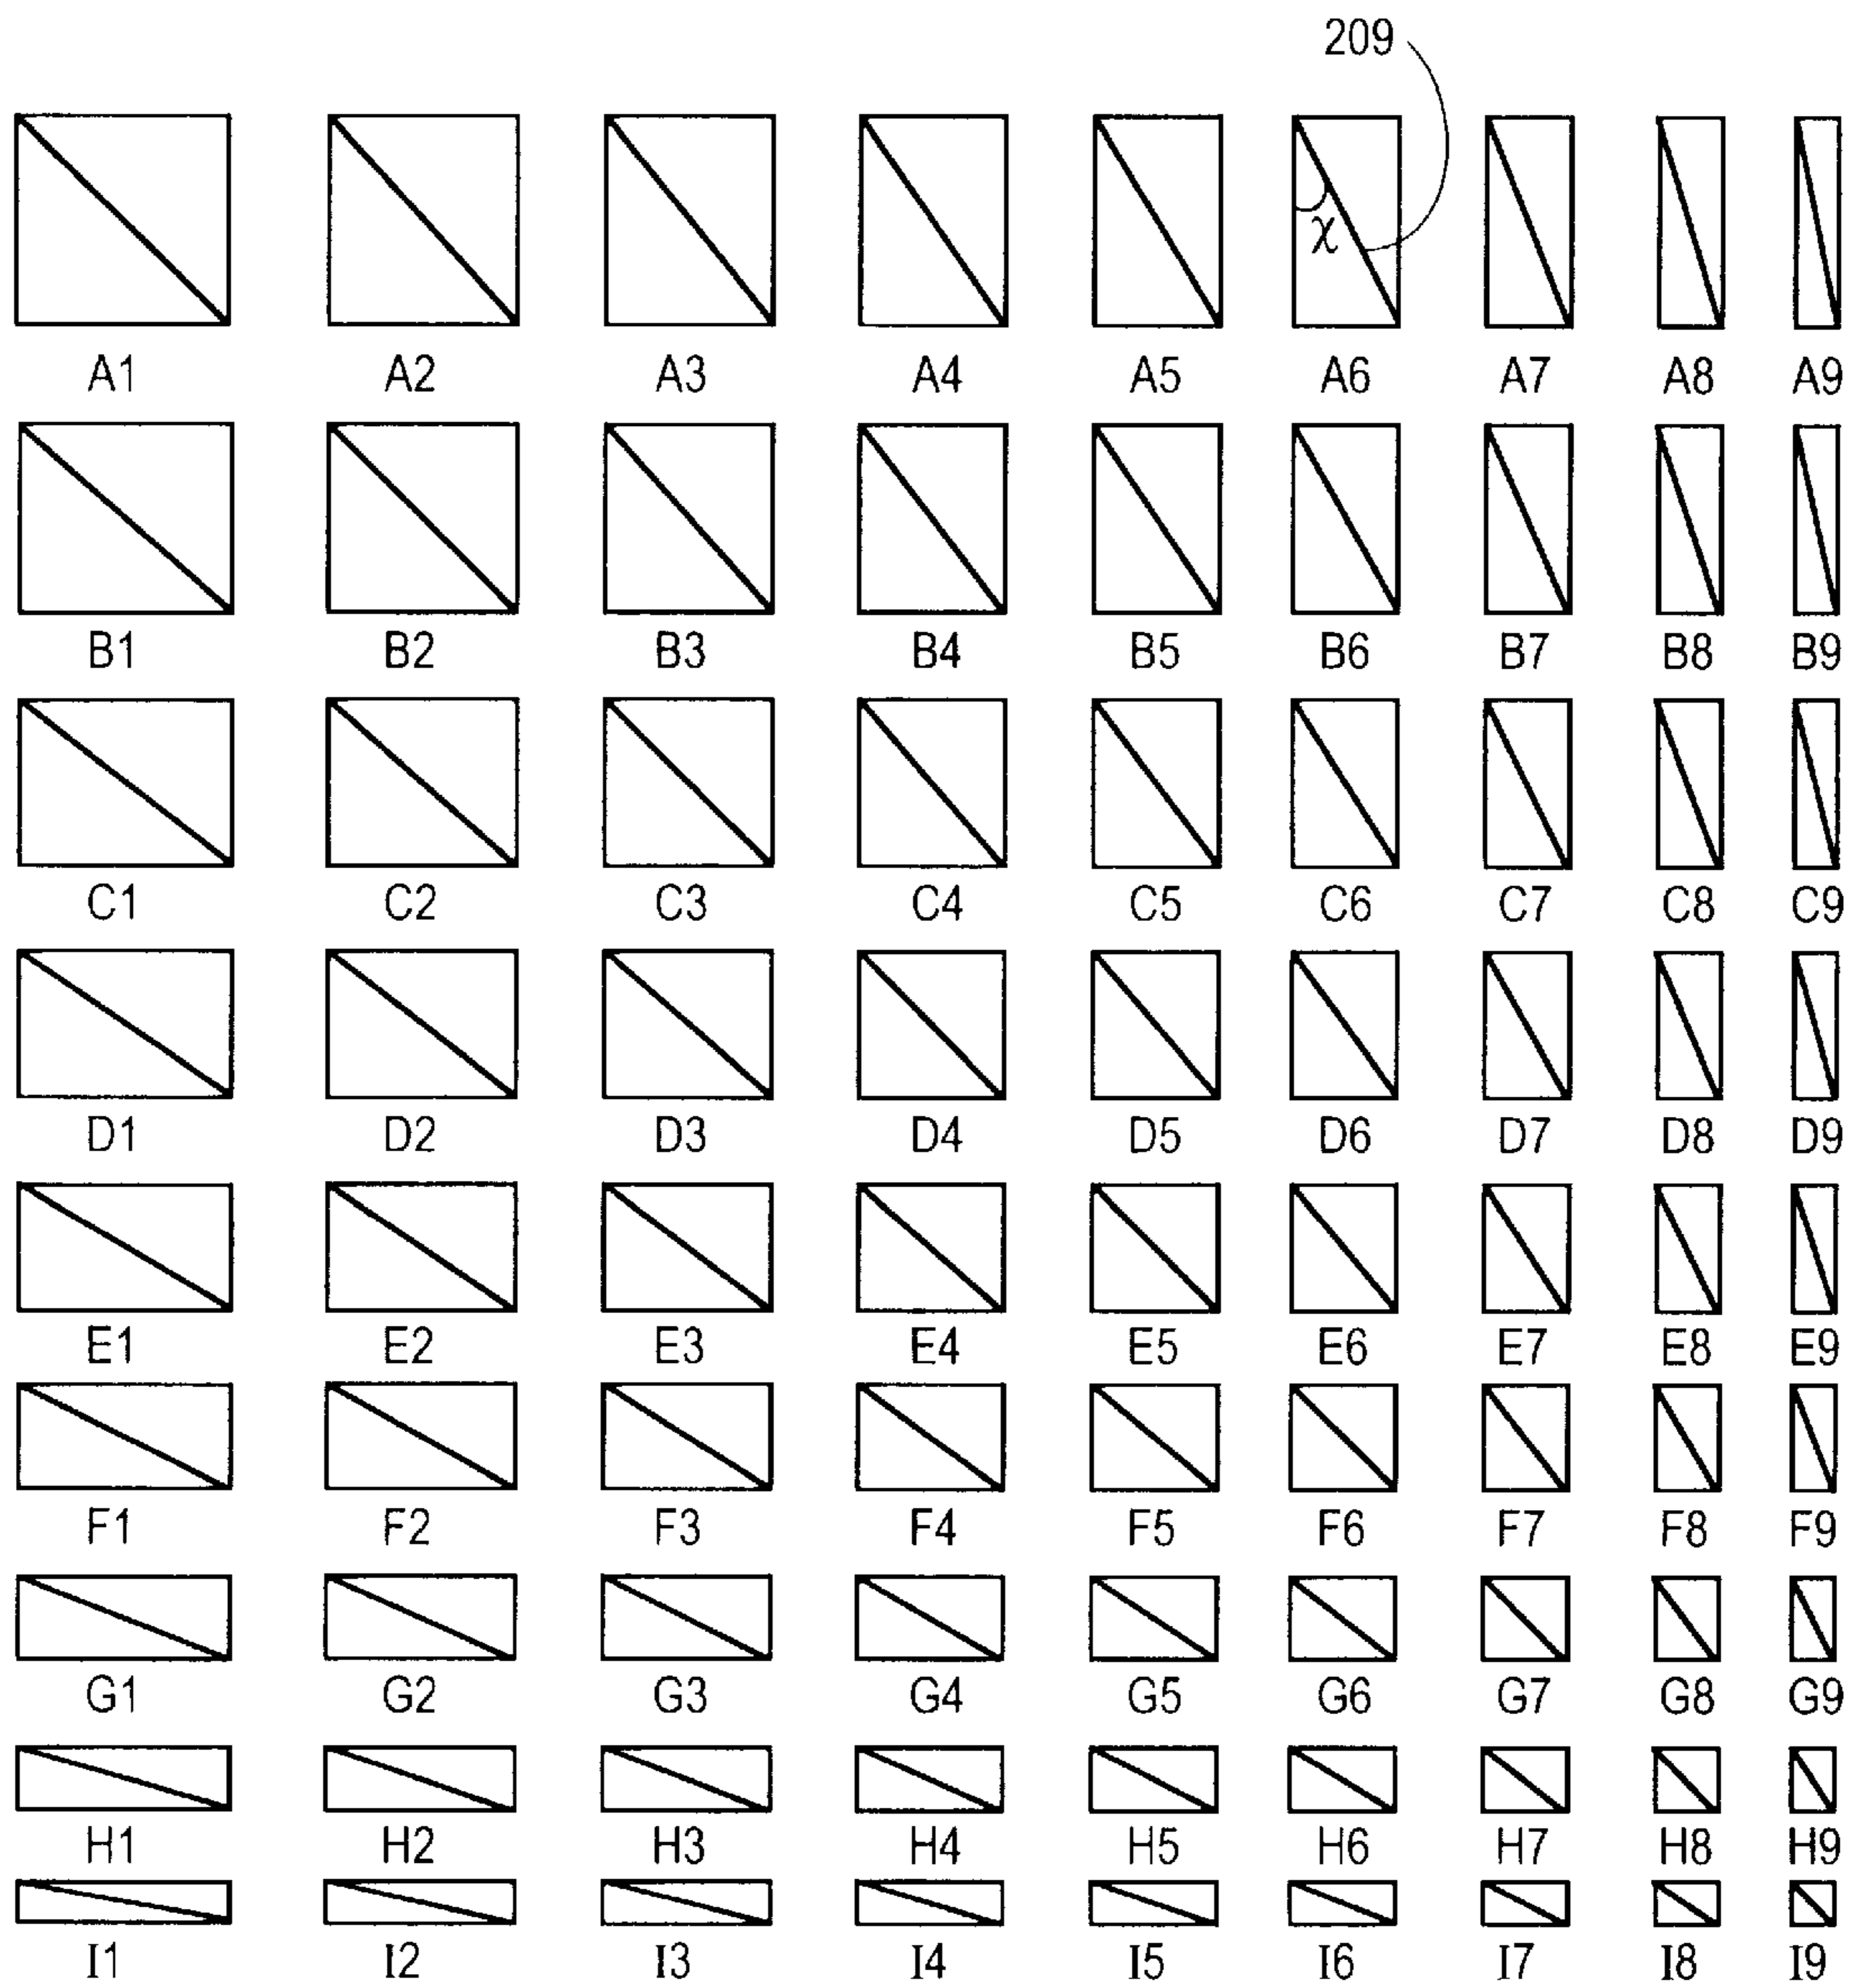 209
χ
A1 A2 A3 A4 A5 A6 A7 A8 A9
B1 B2 B3 B4 B5 B6 B7 B8 B9
C1 C2 C3 C4 C5 C6 C7 C8 C9
D1 D2 D3 D4 D5 D6 D7 D8 D9
E1 E2 E3 E4 E5 E6 E7 E8 E9
F1 F2 F3 F4 F5 F6 F7 F8 F9
G1 G2 G3 G4 G5 G6 G7 G8 G9
H1 H2 H3 H4 H5 H6 H7 H8 H9
I1 I2 I3 I4 I5 I6 I7 I8 I9